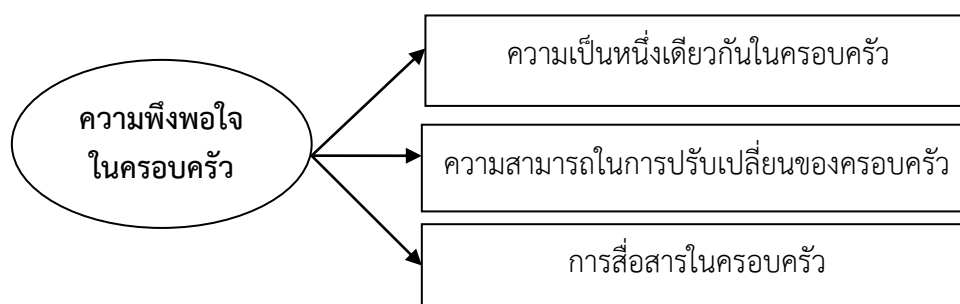 ความพึงพอใจ
ในครอบครัว
ความเป็นหนึ่งเดียวกันในครอบครัว
ความสามารถในการปรับเปลี่ยนของครอบครัว
การสื่อสารในครอบครัว